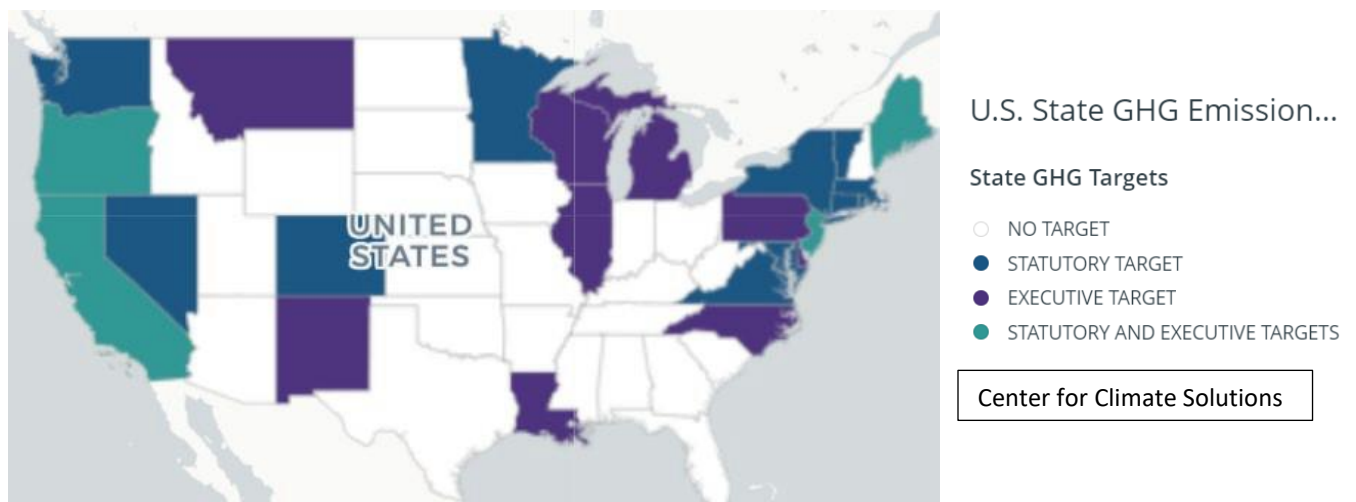 UNITED
STATES
U.S. State GHG Emission...
State GHG Targets
NO TARGET
STATUTORY TARGET
EXECUTIVE TARGET
STATUTORY AND EXECUTIVE TARGETS
Center for Climate Solutions